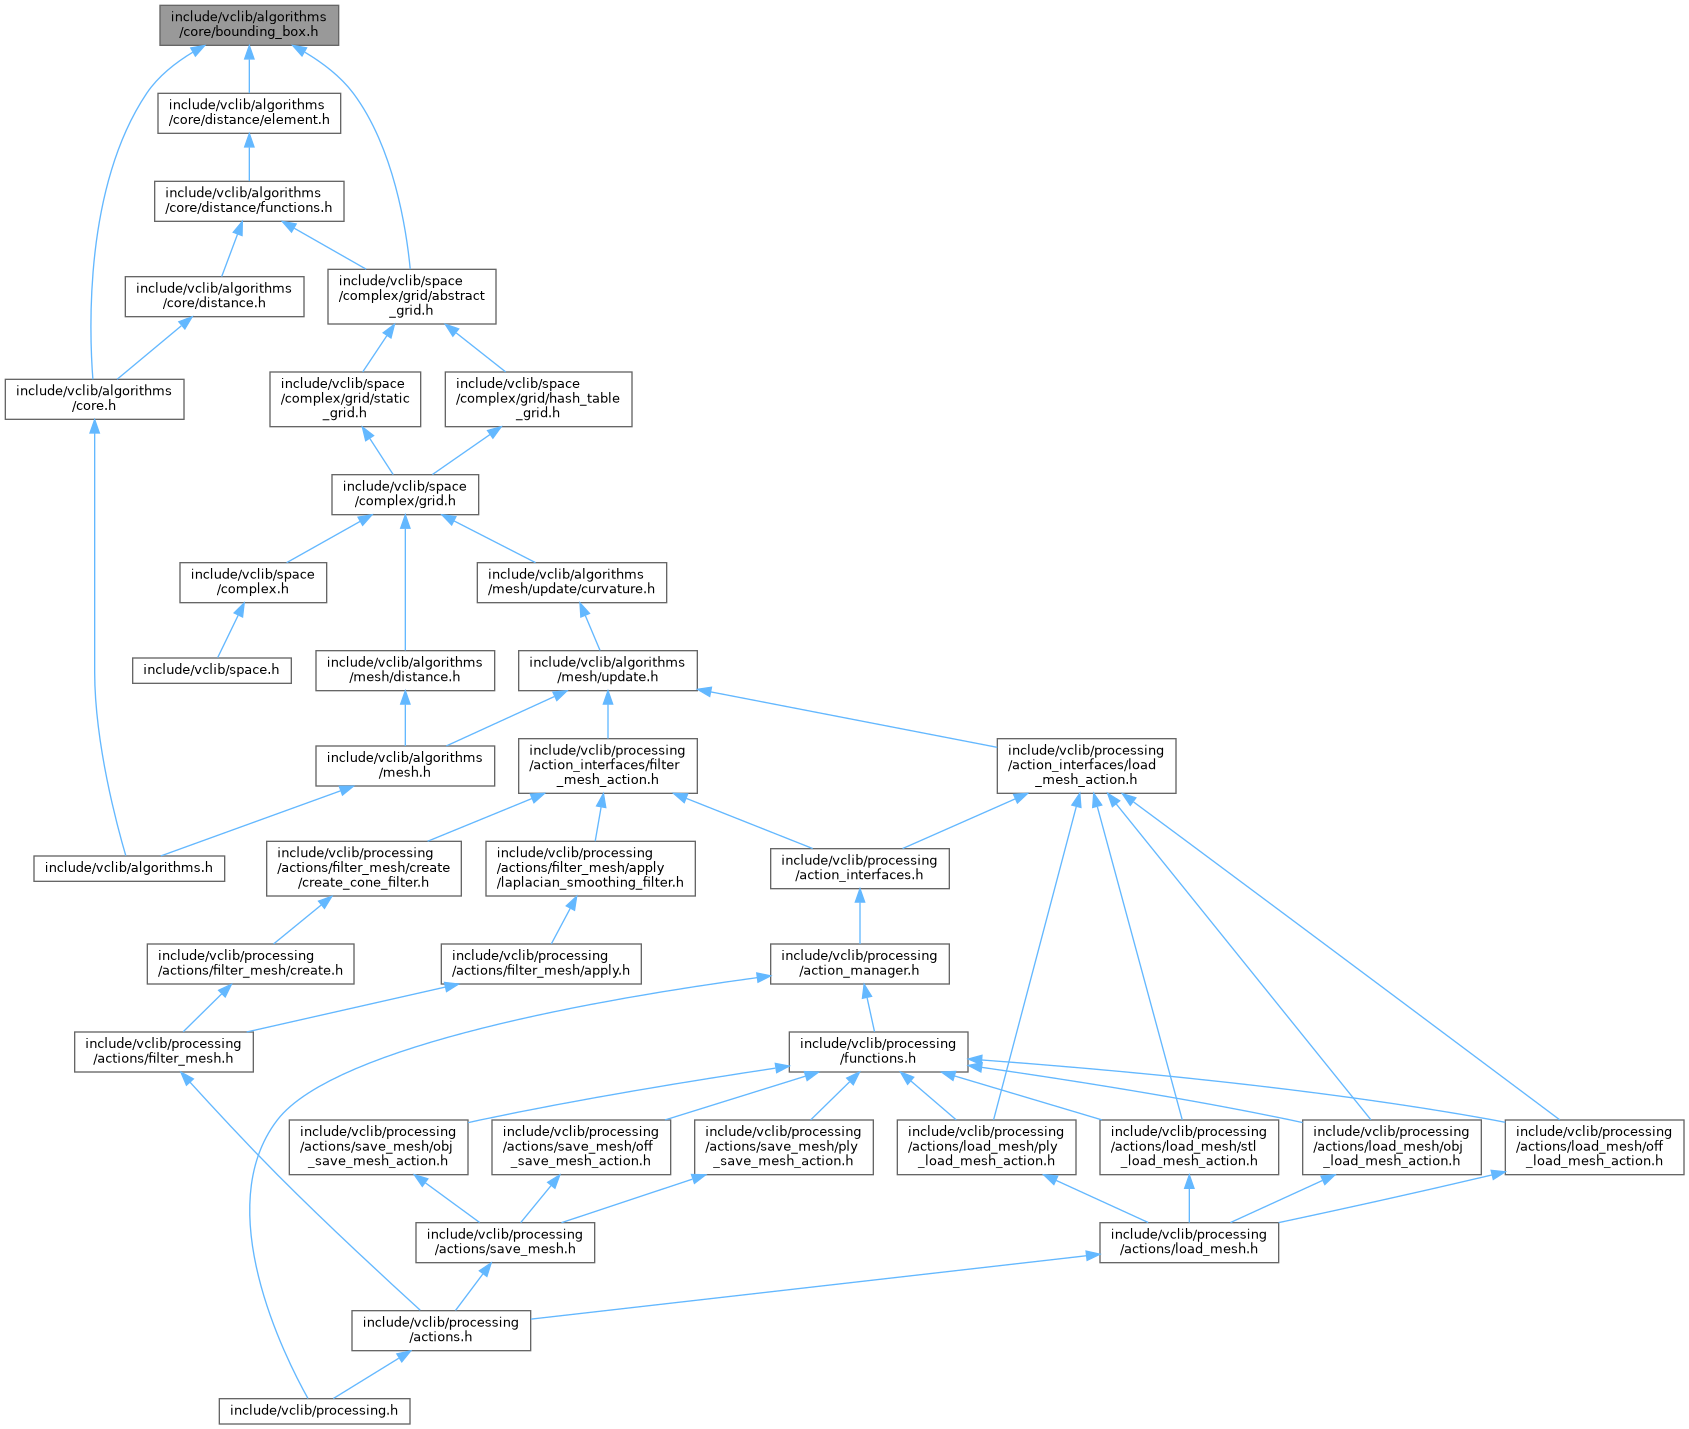 include/vclib/algorithms
/core/bounding_box.h
include/vclib/algorithms
/core/distance/element.h
include/vclib/algorithms
/core/distance/functions.h
include/vclib/algorithms
/core/distance.h
include/vclib/space
/complex/grid/abstract
_grid.h
include/vclib/algorithms
/core.h
include/vclib/space
/complex/grid/static
_grid.h
include/vclib/space
/complex/grid/hash_table
_grid.h
include/vclib/space
/complex/grid.h
include/vclib/space
/complex.h
include/vclib/algorithms
/mesh/update/curvature.h
include/vclib/space.h
include/vclib/algorithms
/mesh/distance.h
include/vclib/algorithms
/mesh/update.h
include/vclib/algorithms
/mesh.h
include/vclib/processing
/action_interfaces/filter
_mesh_action.h
include/vclib/processing
/action_interfaces/load
_mesh_action.h
include/vclib/algorithms.h
include/vclib/processing
/actions/filter_mesh/create
/create_cone_filter.h
include/vclib/processing
/actions/filter_mesh/apply
/laplacian_smoothing_filter.h
include/vclib/processing
/action_interfaces.h
include/vclib/processing
/actions/filter_mesh/create.h
include/vclib/processing
/actions/filter_mesh/apply.h
include/vclib/processing
/action_manager.h
include/vclib/processing
/actions/filter_mesh.h
include/vclib/processing
/functions.h
include/vclib/processing
/actions/save_mesh/obj
_save_mesh_action.h
include/vclib/processing
/actions/save_mesh/off
_save_mesh_action.h
include/vclib/processing
/actions/save_mesh/ply
_save_mesh_action.h
include/vclib/processing
/actions/load_mesh/ply
_load_mesh_action.h
include/vclib/processing
/actions/load_mesh/stl
_load_mesh_action.h
include/vclib/processing
/actions/load_mesh/obj
_load_mesh_action.h
include/vclib/processing
/actions/load_mesh/off
_load_mesh_action.h
include/vclib/processing
/actions/save_mesh.h
include/vclib/processing
/actions/load_mesh.h
include/vclib/processing
/actions.h
include/vclib/processing.h